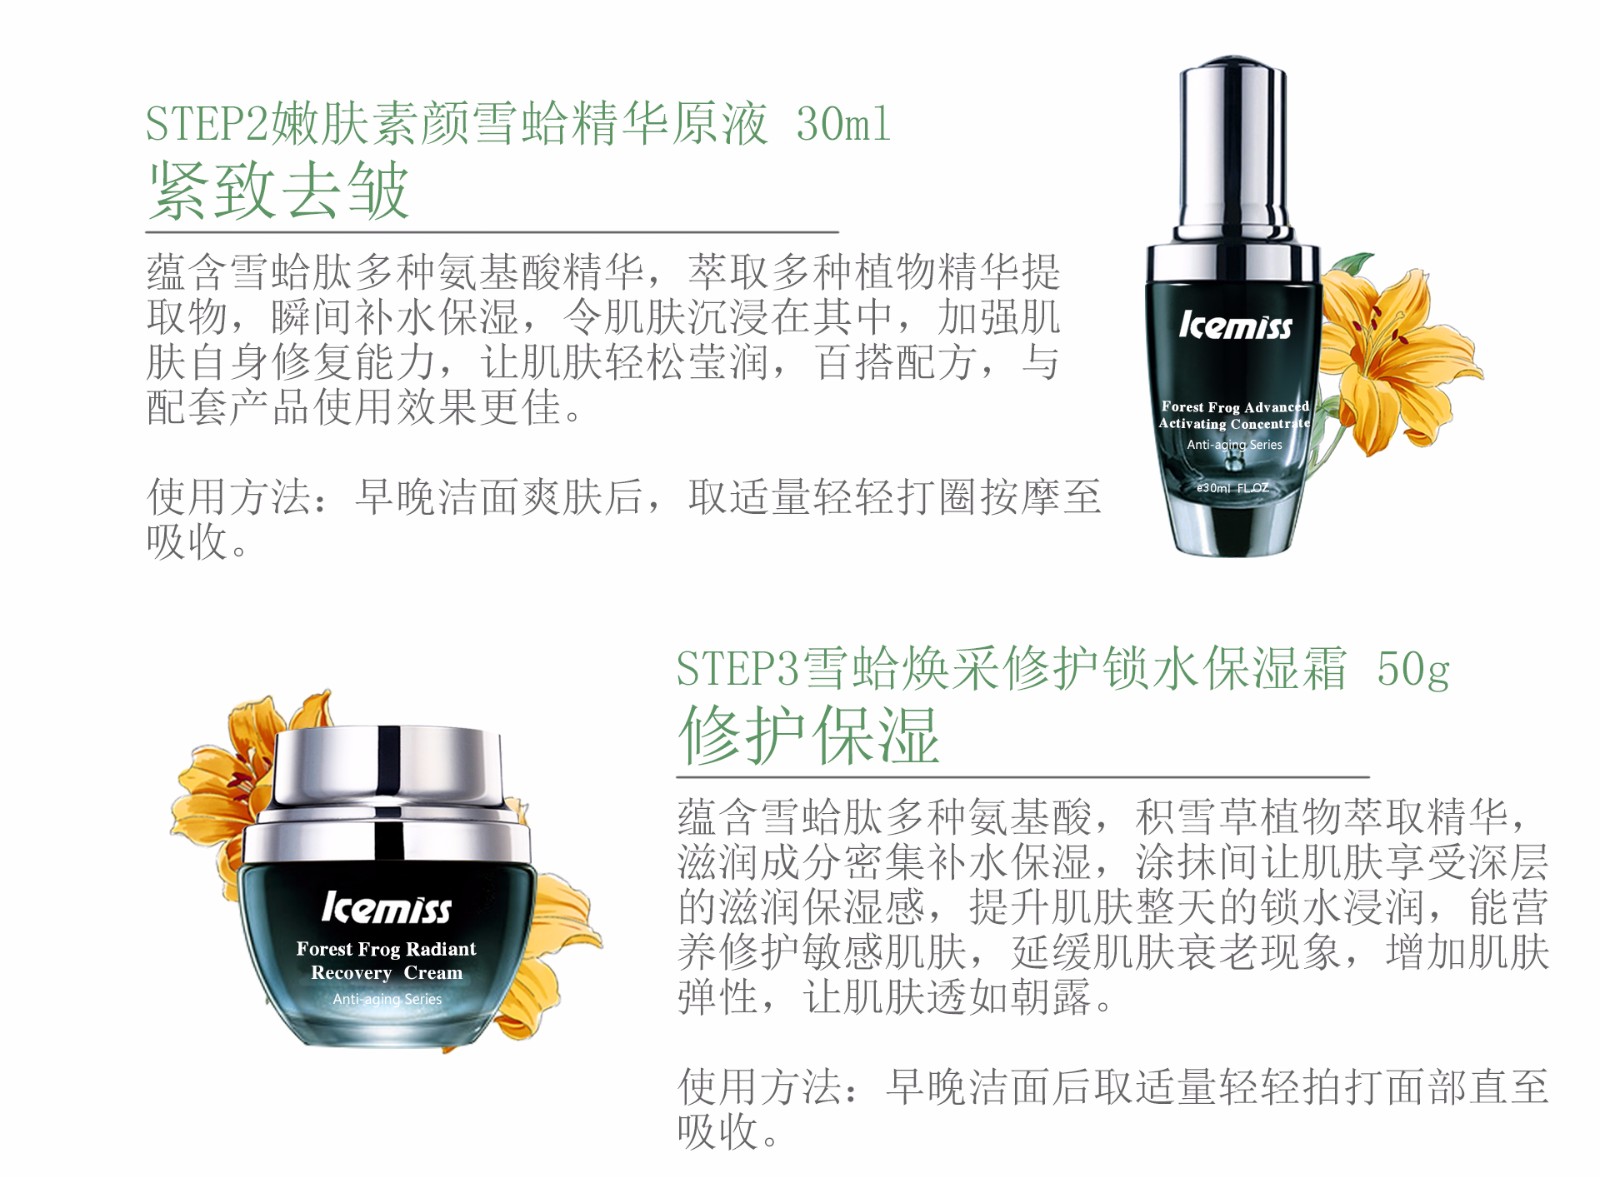 STEP2嫩肤素颜雪蛤精华原液 30ml
紧致去皱
蕴含雪蛤肽多种氨基酸精华，萃取多种植物精华提
取物，瞬间补水保湿，令肌肤沉浸在其中，加强肌
肤自身修复能力，让肌肤轻松莹润，百搭配方，与
配套产品使用效果更佳。
使用方法：早晚洁面爽肤后，取适量轻轻打圈按摩至
吸收。
Icemiss
Forest Frog Advanced
Activating Concentrate
Anti-aging Series
e30ml FL.OZ
STEP3雪蛤焕采修护锁水保湿霜 50g
修护保湿
蕴含雪蛤肽多种氨基酸，积雪草植物萃取精华，
滋润成分密集补水保湿，涂抹间让肌肤享受深层
的滋润保湿感，提升肌肤整天的锁水浸润，能营
养修护敏感肌肤，延缓肌肤衰老现象，增加肌肤
弹性，让肌肤透如朝露。
使用方法：早晚洁面后取适量轻轻拍打面部直至
吸收。
Icemiss
Forest Frog Radiant
Recovery Cream
Anti-aging Series